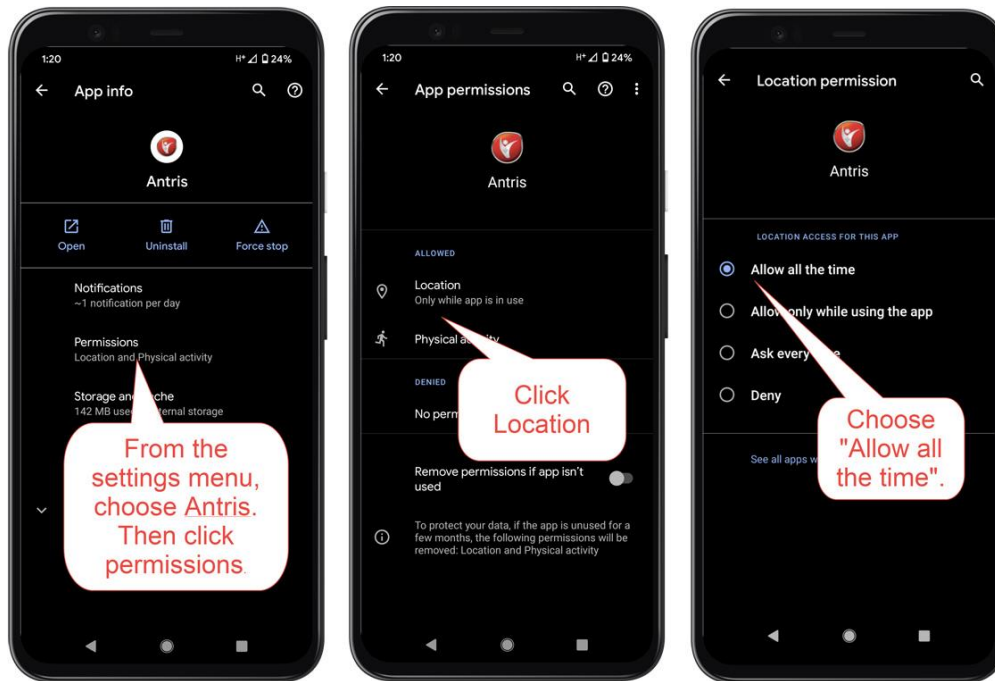 1:20
H+ 24%
App info
Antris
Open
Uninstall
Force stop
Notifications
~1 notification per day
Permissions
Location and Physical activity
Storage and
142 MB
storage
From the
settings menu,
choose Antris.
Then click
permissions.
1:20
H+ 24%
App permissions
Antris
ALLOWED
Location
Only while app is in use
Physical
DENIED
No
Click
Location
Remove permissions if app isn't
used
To protect your data, if the app is unused for a
few months, the following permissions will be
removed: Location and Physical activity
Location permission
Antris
LOCATION ACCESS FOR THIS APP
Allow all the time
Allow only while using the app
Ask
Deny
See all apps
Choose
"Allow all
the time".